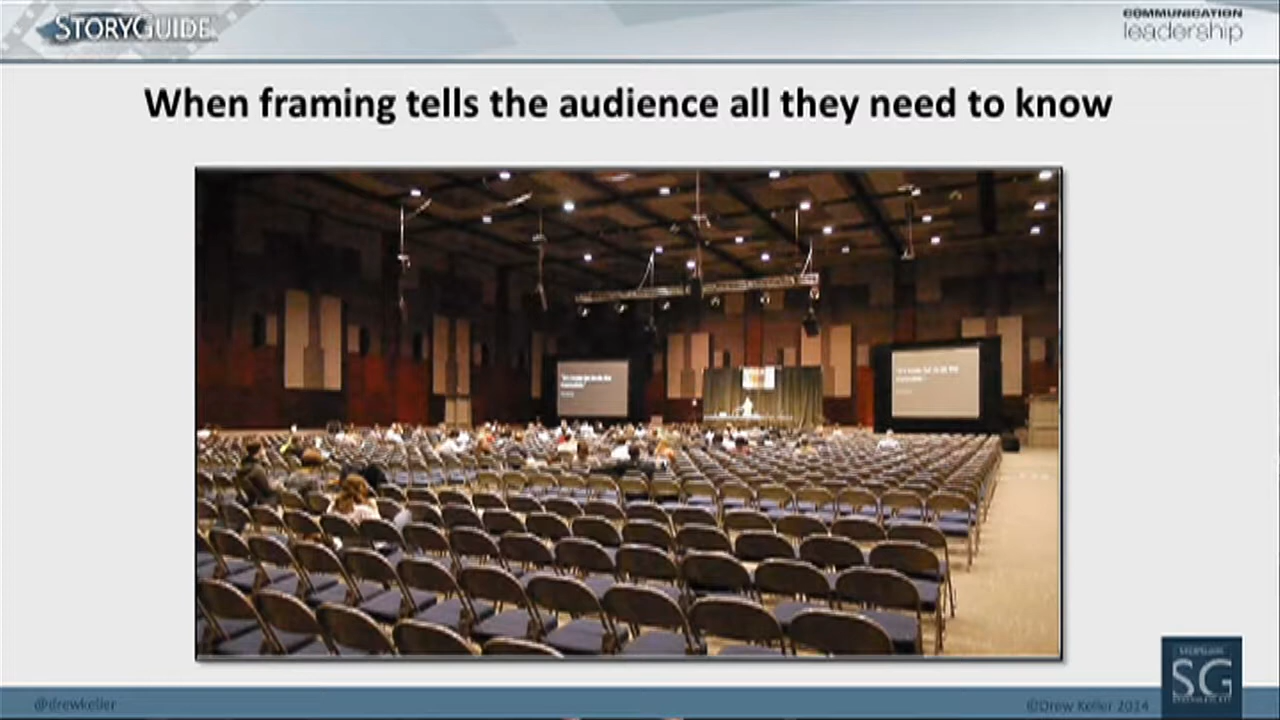 STORYGUIDE
COMMUNICATION
leadership
When framing tells the audience all they need to know
SG
@drewkeller
©Drew Keller 2014